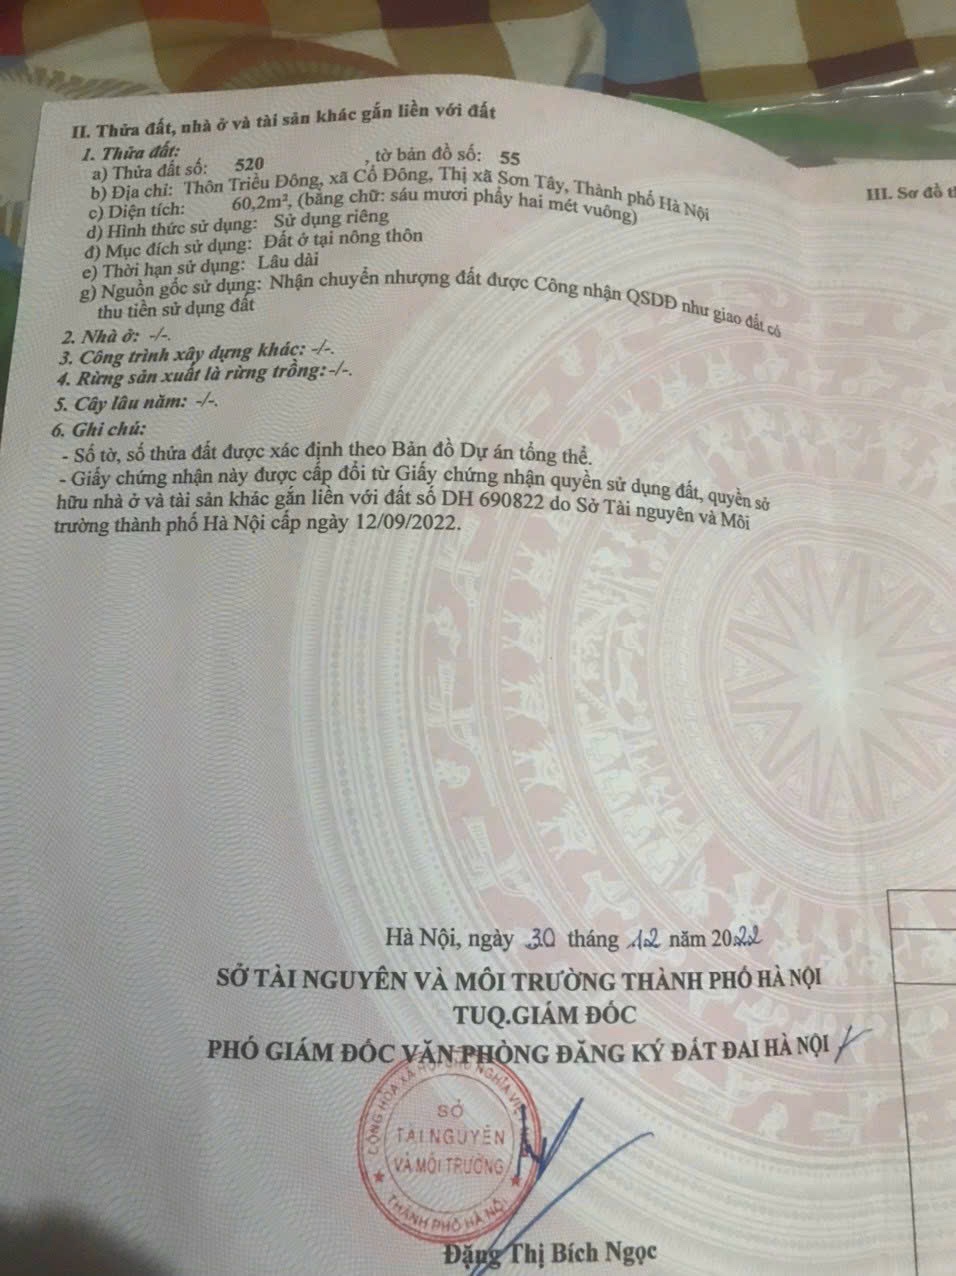 II. Thửa đất, nhà ở và tài sản khác gắn liền với đất
1. Thửa đất:
a) Thửa đất số: 520 , tờ bản đồ số: 55
b) Địa chỉ: Thôn Triều Đông, xã Cổ Đông, Thị xã Sơn Tây, Thành phố Hà Nội
c) Diện tích: 60,2m², (bằng chữ: sáu mươi phẩy hai mét vuông)
d) Hình thức sử dụng: Sử dụng riêng
đ) Mục đích sử dụng: Đất ở tại nông thôn
e) Thời hạn sử dụng: Lâu dài
g) Nguồn gốc sử dụng: Nhận chuyển nhượng đất được Công nhận QSDĐ như giao đất có
thu tiền sử dụng đất
2. Nhà ở: -/-.
3. Công trình xây dựng khác: -/-.
4. Rừng sản xuất là rừng trồng: -/-.
5. Cây lâu năm: -/-.
6. Ghi chú:
- Số tờ, số thửa đất được xác định theo Bản đồ Dự án tổng thể.
- Giấy chứng nhận này được cấp đổi từ Giấy chứng nhận quyền sử dụng đất, quyền sở
hữu nhà ở và tài sản khác gắn liền với đất số DH 690822 do Sở Tài nguyên và Môi
trường thành phố Hà Nội cấp ngày 12/09/2022.
III. Sơ đồ
Hà Nội, ngày 30 tháng 12 năm 2022
SỞ TÀI NGUYÊN VÀ MÔI TRƯỜNG THÀNH PHỐ HÀ NỘI
TUQ.GIÁM ĐỐC
PHÓ GIÁM ĐỐC VĂN PHÒNG ĐĂNG KÝ ĐẤT ĐAI HÀ NỘI
CỘNG HÒA XÃ HỘI CHỦ NGHĨA VIỆT
SỞ
TÀI NGUYÊN
VÀ MÔI TRƯỜNG
THÀNH PHỐ HÀ NỘI
Đặng Thị Bích Ngọc